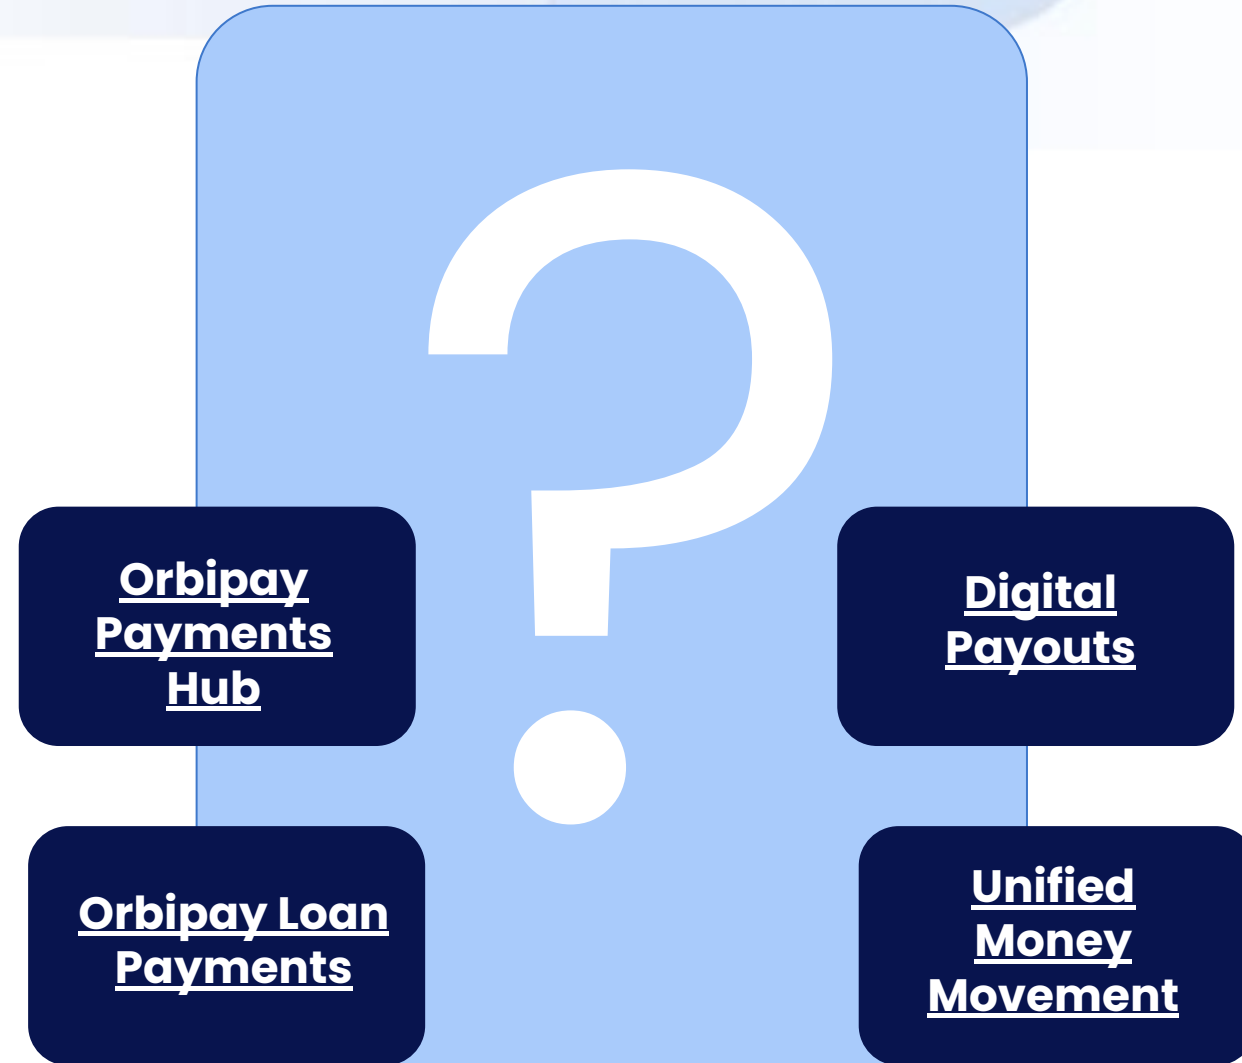 ?
Orbipay
Payments
Hub
Digital
Payouts
Orbipay Loan
Payments
Unified
Money
Movement